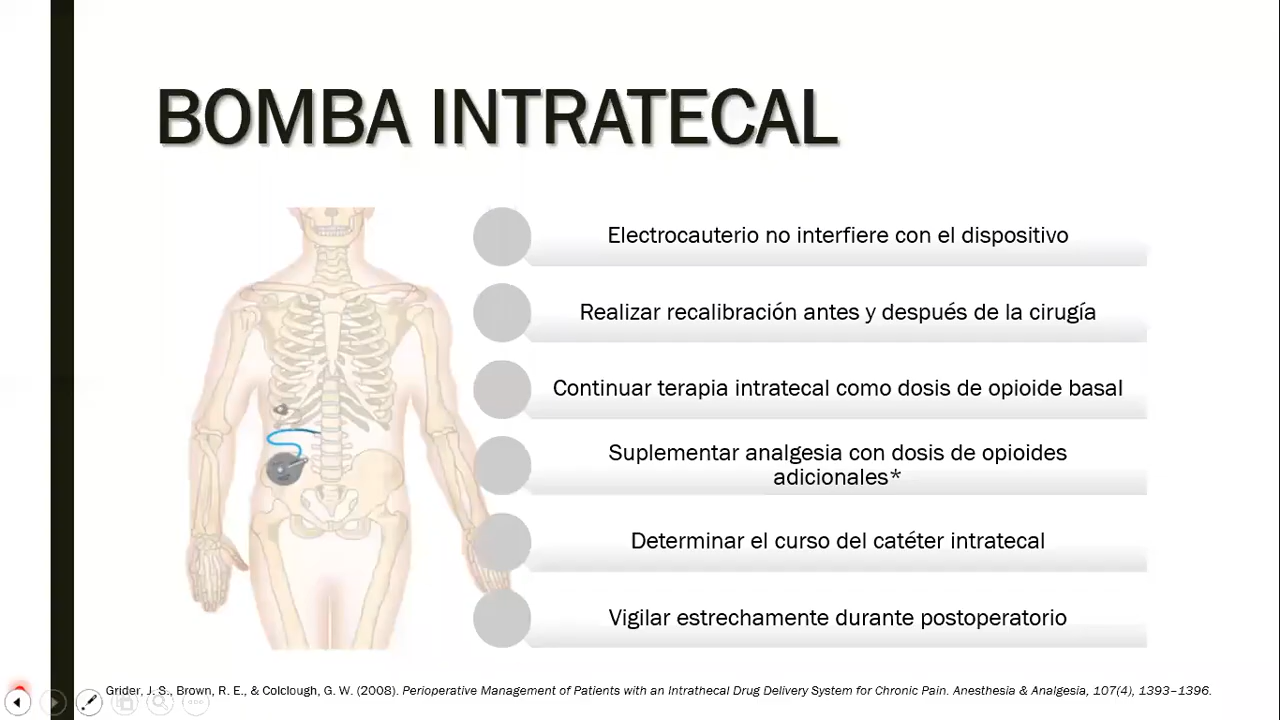 BOMBA INTRATECAL
Electrocauterio no interfiere con el dispositivo
Realizar recalibración antes y después de la cirugía
Continuar terapia intratecal como dosis de opioide basal
Suplementar analgesia con dosis de opioides
adicionales*
Determinar el curso del catéter intratecal
Vigilar estrechamente durante postoperatorio
Grider, J. S., Brown, R. E., & Colclough, G. W. (2008). Perioperative Management of Patients with an Intrathecal Drug Delivery System for Chronic Pain. Anesthesia & Analgesia, 107(4), 1393–1396.